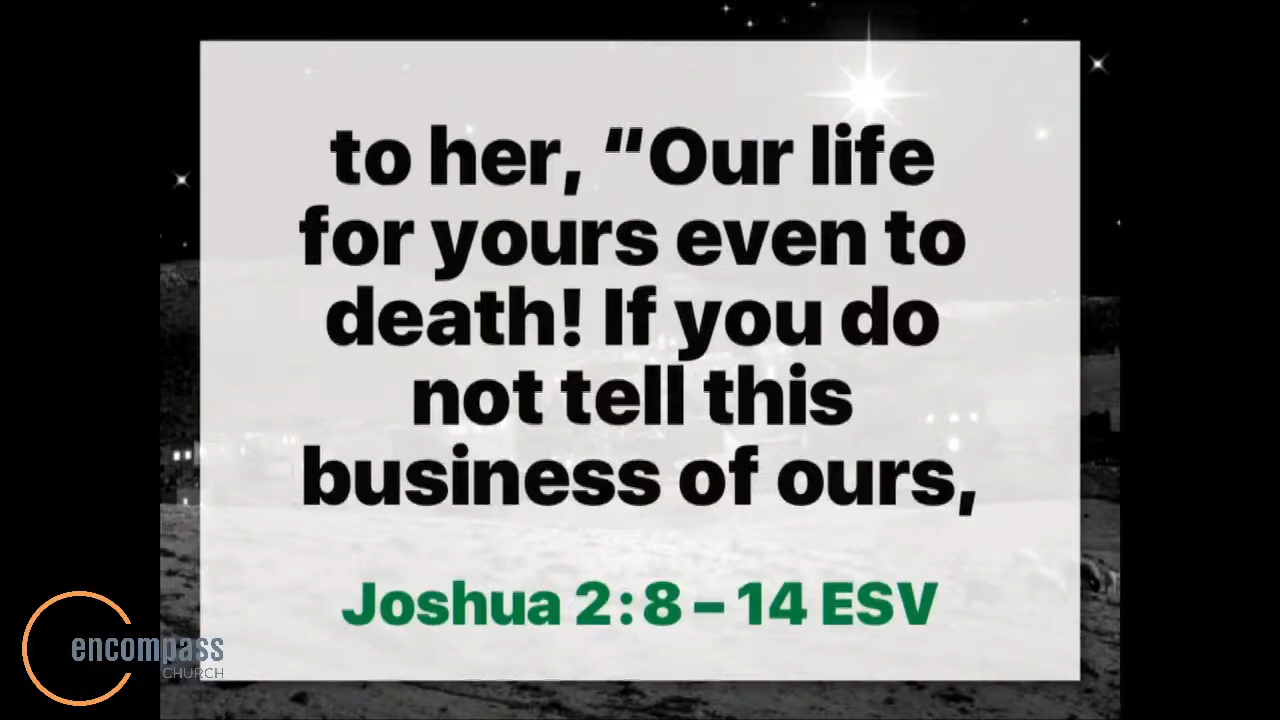 to her, “Our life
for yours even to
death! If you do
not tell this
business of ours,
Joshua 2:8 – 14 ESV
encompass
CHURCH